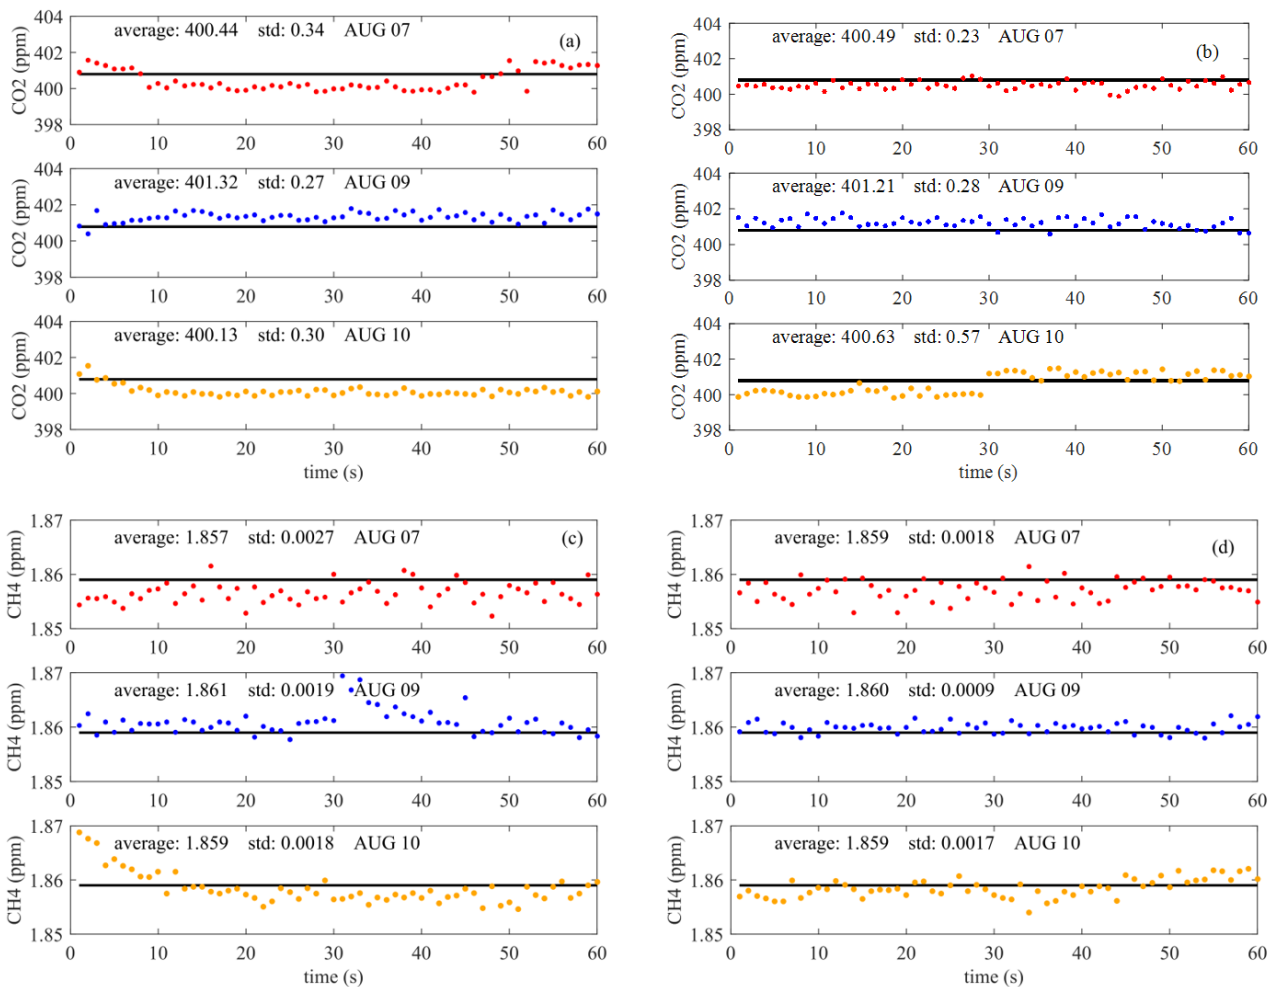 404
402
400
398
CO2 (ppm)
average: 400.44 std: 0.34 AUG 07
(a)
0 10 20 30 40 50 60
404
402
400
398
CO2 (ppm)
average: 401.32 std: 0.27 AUG 09
0 10 20 30 40 50 60
404
402
400
398
CO2 (ppm)
average: 400.13 std: 0.30 AUG 10
0 10 20 30 40 50 60
time (s)
404
402
400
398
CO2 (ppm)
average: 400.49 std: 0.23 AUG 07
(b)
0 10 20 30 40 50 60
404
402
400
398
CO2 (ppm)
average: 401.21 std: 0.28 AUG 09
0 10 20 30 40 50 60
404
402
400
398
CO2 (ppm)
average: 400.63 std: 0.57 AUG 10
0 10 20 30 40 50 60
time (s)
1.87
1.86
1.85
CH4 (ppm)
average: 1.857 std: 0.0027 AUG 07
(c)
0 10 20 30 40 50 60
1.87
1.86
1.85
CH4 (ppm)
average: 1.861 std: 0.0019 AUG 09
0 10 20 30 40 50 60
1.87
1.86
1.85
CH4 (ppm)
average: 1.859 std: 0.0018 AUG 10
0 10 20 30 40 50 60
time (s)
1.87
1.86
1.85
CH4 (ppm)
average: 1.859 std: 0.0018 AUG 07
(d)
0 10 20 30 40 50 60
1.87
1.86
1.85
CH4 (ppm)
average: 1.860 std: 0.0009 AUG 09
0 10 20 30 40 50 60
1.87
1.86
1.85
CH4 (ppm)
average: 1.859 std: 0.0017 AUG 10
0 10 20 30 40 50 60
time (s)